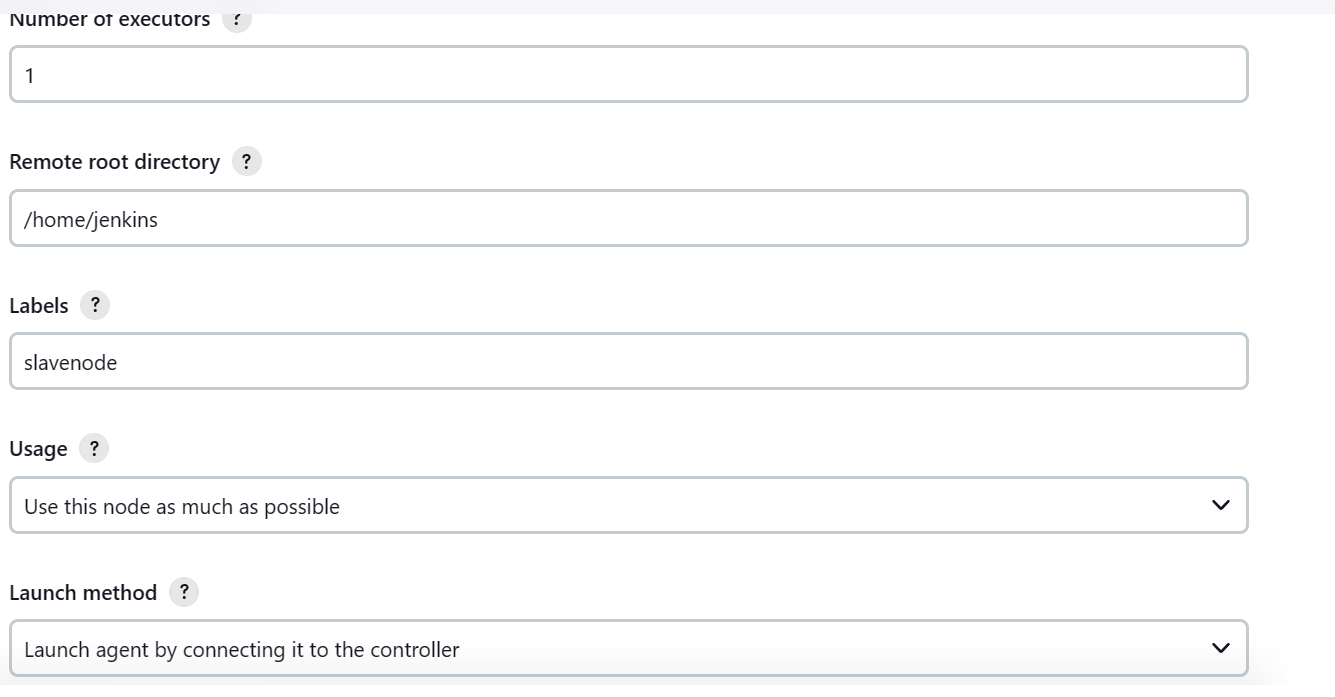 Number of executors ?
1
Remote root directory ?
/home/jenkins
Labels ?
slavenode
Usage ?
Use this node as much as possible
Launch method ?
Launch agent by connecting it to the controller